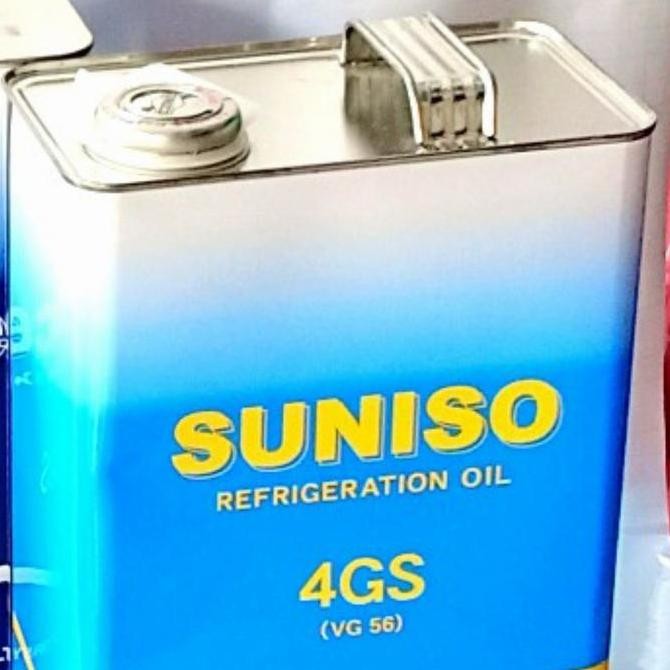 SUNISO
REFRIGERATION OIL
4GS
(VG 56)